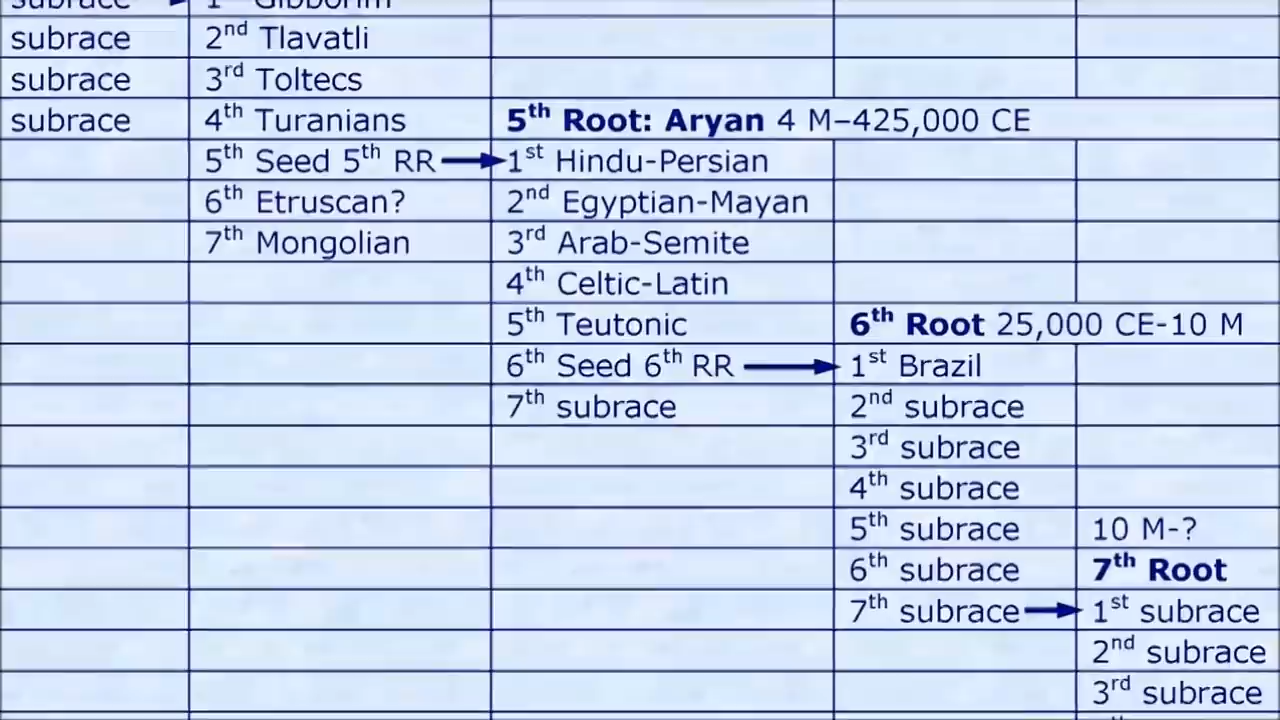 subrace 1st Gibborim
subrace 2nd Tlavatli
subrace 3rd Toltecs
subrace 4th Turanians 5th Root: Aryan 4 M–425,000 CE
5th Seed 5th RR 1st Hindu-Persian
6th Etruscan? 2nd Egyptian-Mayan
7th Mongolian 3rd Arab-Semite
4th Celtic-Latin
5th Teutonic 6th Root 25,000 CE-10 M
6th Seed 6th RR 1st Brazil
7th subrace 2nd subrace
3rd subrace
4th subrace
5th subrace 10 M-?
6th subrace 7th Root
7th subrace 1st subrace
2nd subrace
3rd subrace